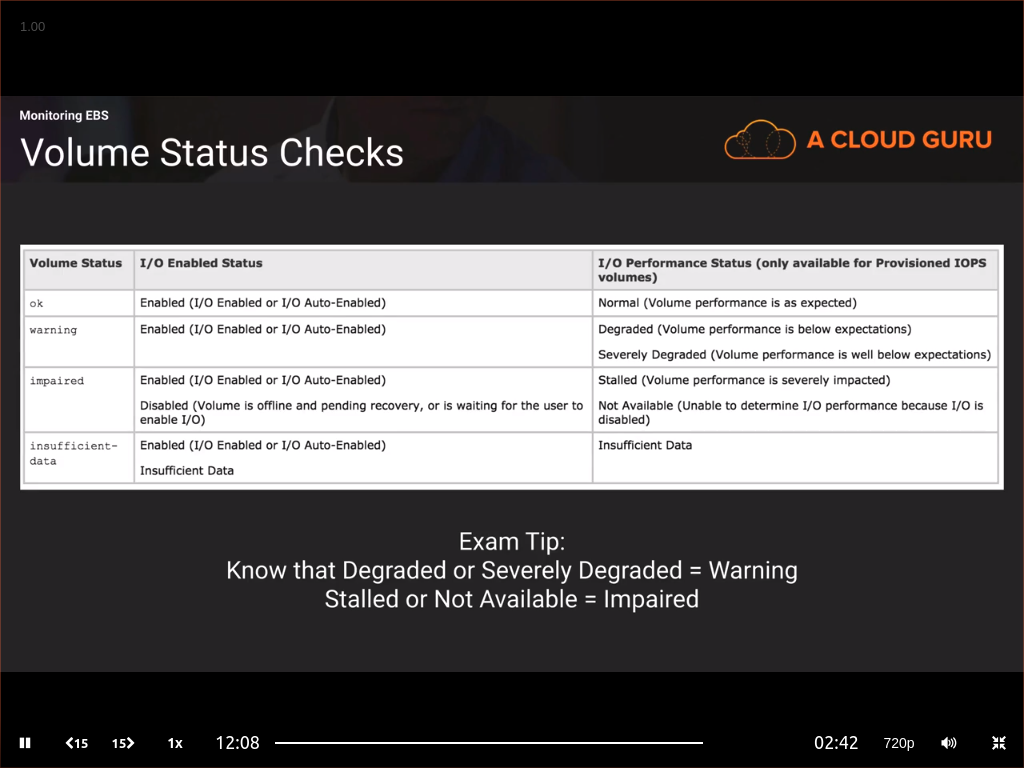 1.00
Monitoring EBS
Volume Status Checks
A CLOUD GURU
Volume Status
I/O Enabled Status
I/O Performance Status (only available for Provisioned IOPS
volumes)
ok
Enabled (I/O Enabled or I/O Auto-Enabled)
Normal (Volume performance is as expected)
warning
Enabled (I/O Enabled or I/O Auto-Enabled)
Degraded (Volume performance is below expectations)
Severely Degraded (Volume performance is well below expectations)
impaired
Enabled (I/O Enabled or I/O Auto-Enabled)
Disabled (Volume is offline and pending recovery, or is waiting for the user to
enable I/O)
Stalled (Volume performance is severely impacted)
Not Available (Unable to determine I/O performance because I/O is
disabled)
insufficient-
data
Enabled (I/O Enabled or I/O Auto-Enabled)
Insufficient Data
Insufficient Data
Exam Tip:
Know that Degraded or Severely Degraded = Warning
Stalled or Not Available = Impaired
15
15
1x
12:08
02:42
720p